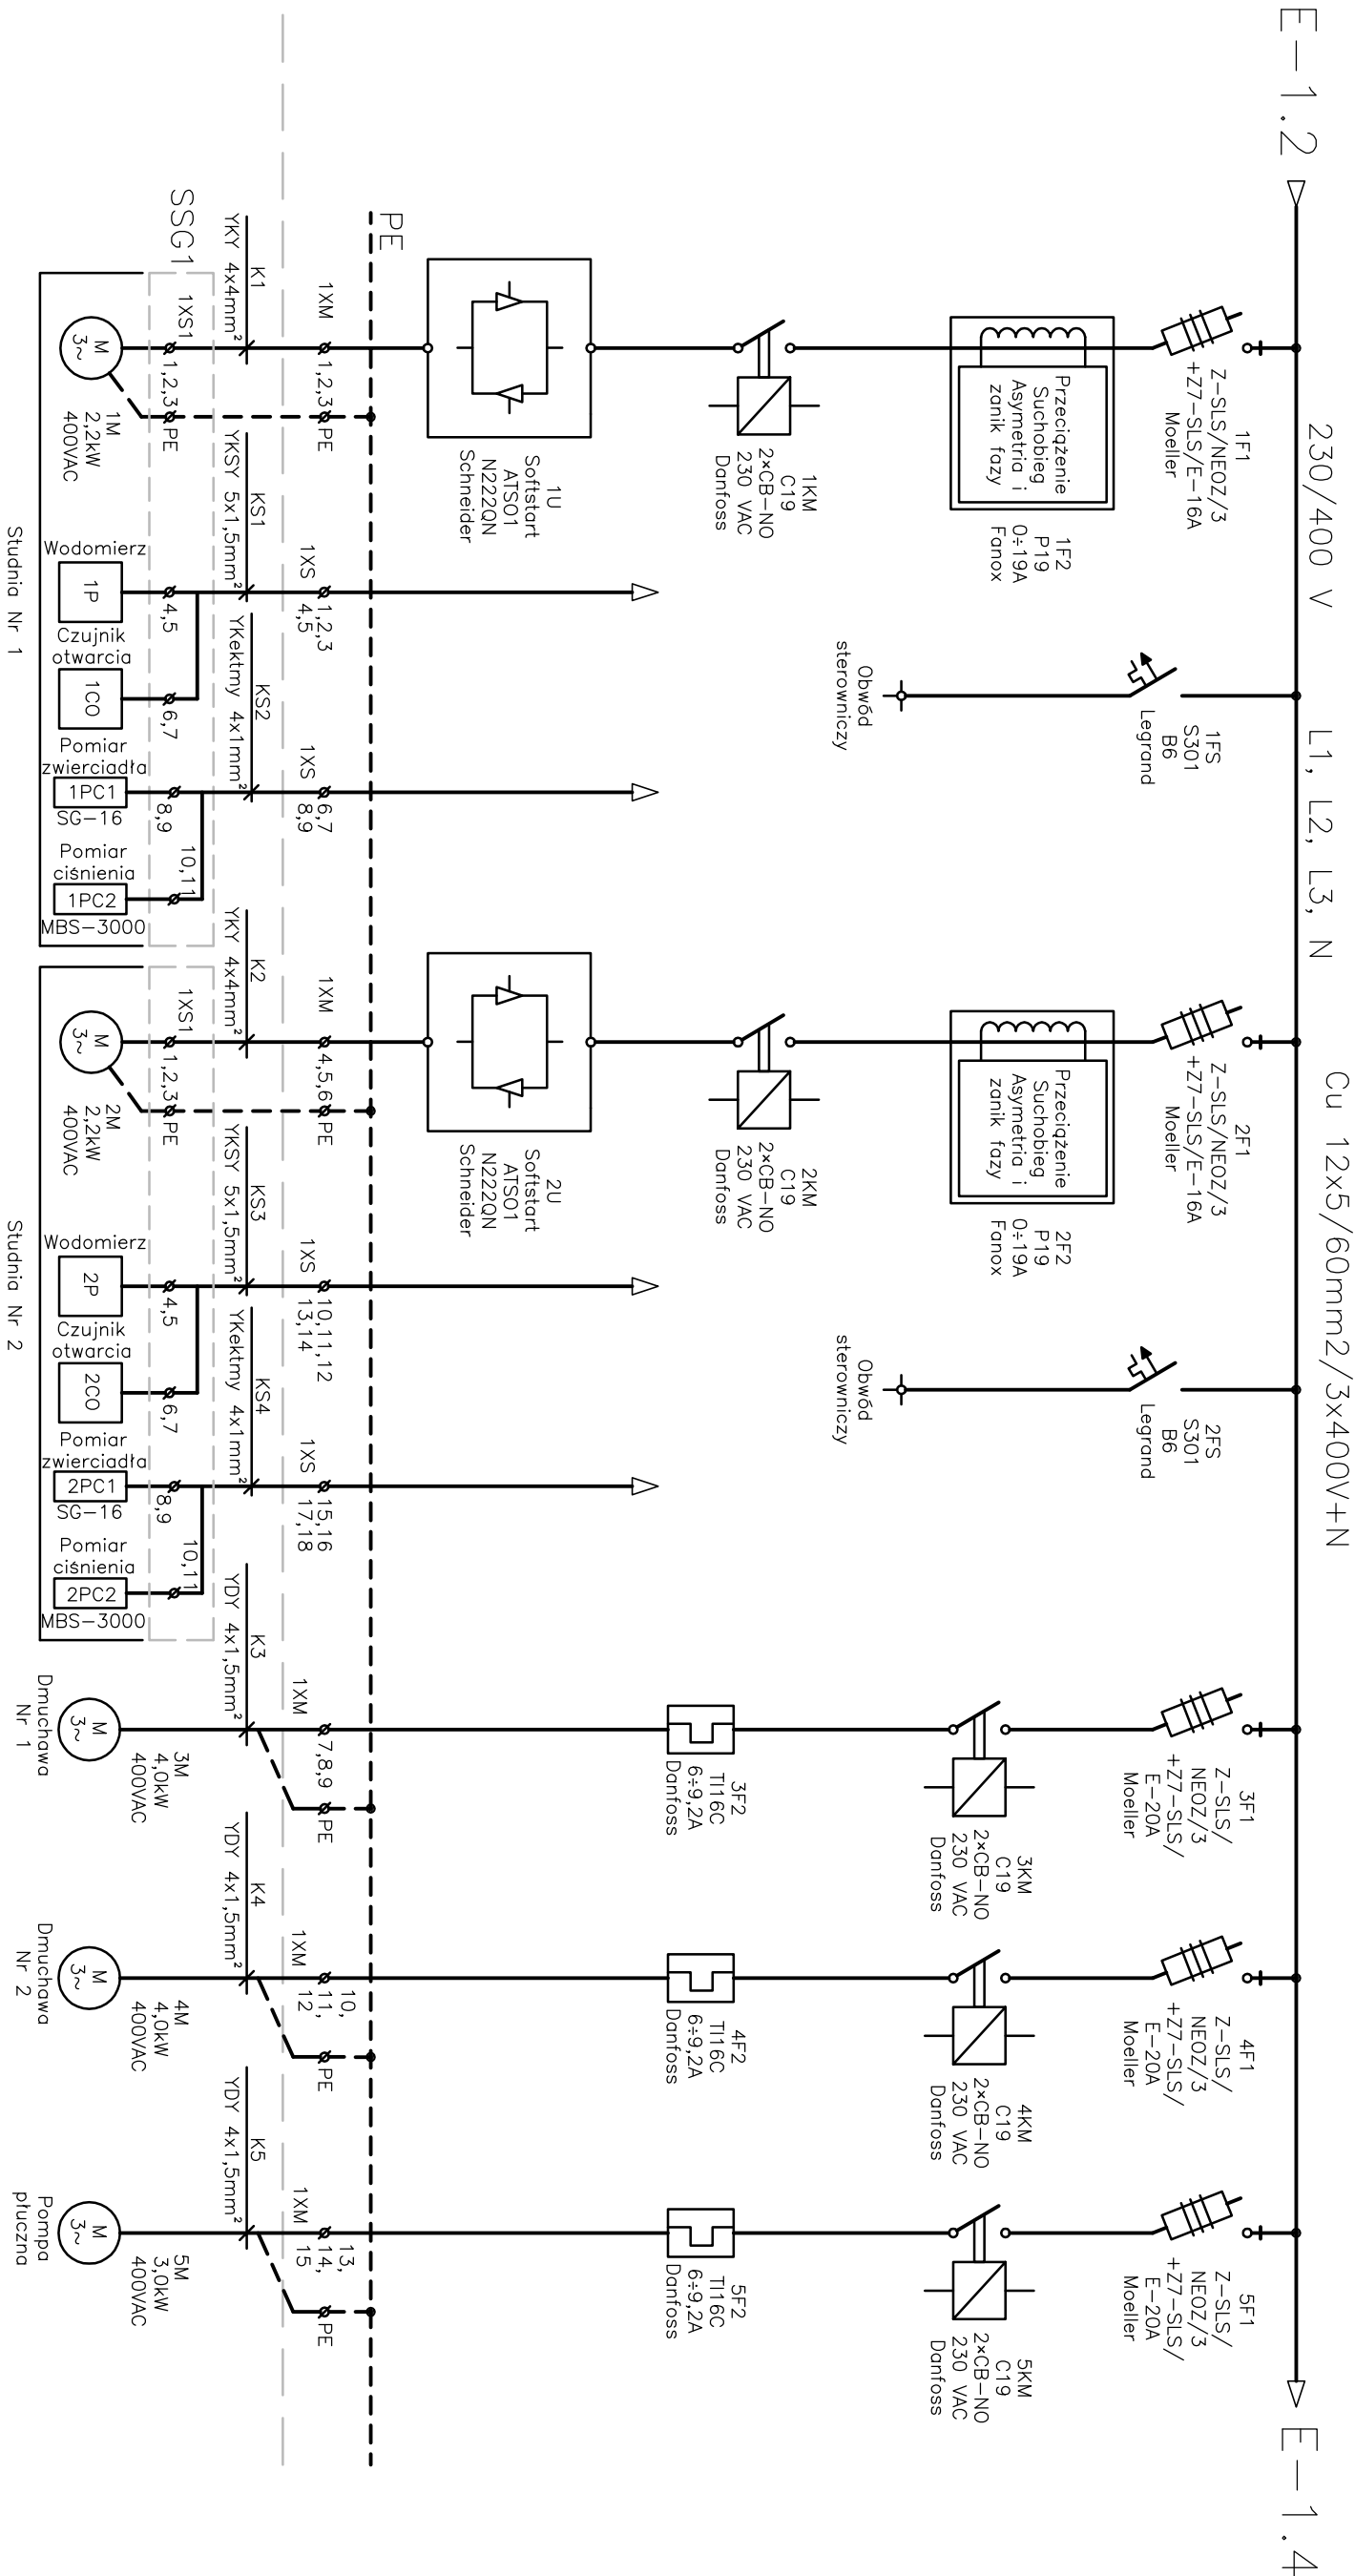 E-1.2
230/400 V
L1, L2, L3, N
Cu 12x5/60mm2/3x400V+N
E-1.4
1F1
Z-SLS/NEOZ/3
+Z7-SLS/E-16A
Moeller
1F2
P19
0÷19A
Fanox
Przeciążenie
Suchobieg
Asymetria i
zanik fazy
1KM
C19
2×CB-NO
230 VAC
Danfoss
1U
Softstart
ATS01
N222QN
Schneider
1FS
S301
B6
Legrand
Obwód
sterowniczy
2F1
Z-SLS/NEOZ/3
+Z7-SLS/E-16A
Moeller
2F2
P19
0÷19A
Fanox
Przeciążenie
Suchobieg
Asymetria i
zanik fazy
2KM
C19
2×CB-NO
230 VAC
Danfoss
2U
Softstart
ATS01
N222QN
Schneider
2FS
S301
B6
Legrand
Obwód
sterowniczy
3F1
Z-SLS/
NEOZ/3
+Z7-SLS/
E-20A
Moeller
3KM
C19
2×CB-NO
230 VAC
Danfoss
3F2
TI16C
6÷9,2A
Danfoss
4F1
Z-SLS/
NEOZ/3
+Z7-SLS/
E-20A
Moeller
4KM
C19
2×CB-NO
230 VAC
Danfoss
4F2
TI16C
6÷9,2A
Danfoss
5F1
Z-SLS/
NEOZ/3
+Z7-SLS/
E-20A
Moeller
5KM
C19
2×CB-NO
230 VAC
Danfoss
5F2
TI16C
6÷9,2A
Danfoss
PE
1XM
1,2,3
PE
1XS
1,2,3
4,5
1XS
6,7
8,9
1XM
4,5,6
PE
1XS
10,11,12
13,14
1XS
15,16
17,18
1XM
7,8,9
PE
1XM
10,
11,
12
PE
1XM
13,
14,
15
PE
K1
YKY 4x4mm²
KS1
YKSY 5x1,5mm²
KS2
YKektmy 4x1mm²
K2
YKY 4x4mm²
KS3
YKSY 5x1,5mm²
KS4
YKektmy 4x1mm²
K3
YDY 4x1,5mm²
K4
YDY 4x1,5mm²
K5
YDY 4x1,5mm²
SSG1
1XS1
1,2,3
PE
4,5
6,7
8,9
10,11
M
3~
1M
2,2kW
400VAC
Wodomierz
1P
Czujnik
otwarcia
1CO
Pomiar
zwierciadła
1PC1
SG-16
Pomiar
ciśnienia
1PC2
MBS-3000
Studnia Nr 1
1XS1
1,2,3
PE
4,5
6,7
8,9
10,11
M
3~
2M
2,2kW
400VAC
Wodomierz
2P
Czujnik
otwarcia
2CO
Pomiar
zwierciadła
2PC1
SG-16
Pomiar
ciśnienia
2PC2
MBS-3000
Studnia Nr 2
M
3~
3M
4,0kW
400VAC
Dmuchawa
Nr 1
M
3~
4M
4,0kW
400VAC
Dmuchawa
Nr 2
M
3~
5M
3,0kW
400VAC
Pompa
płuczna